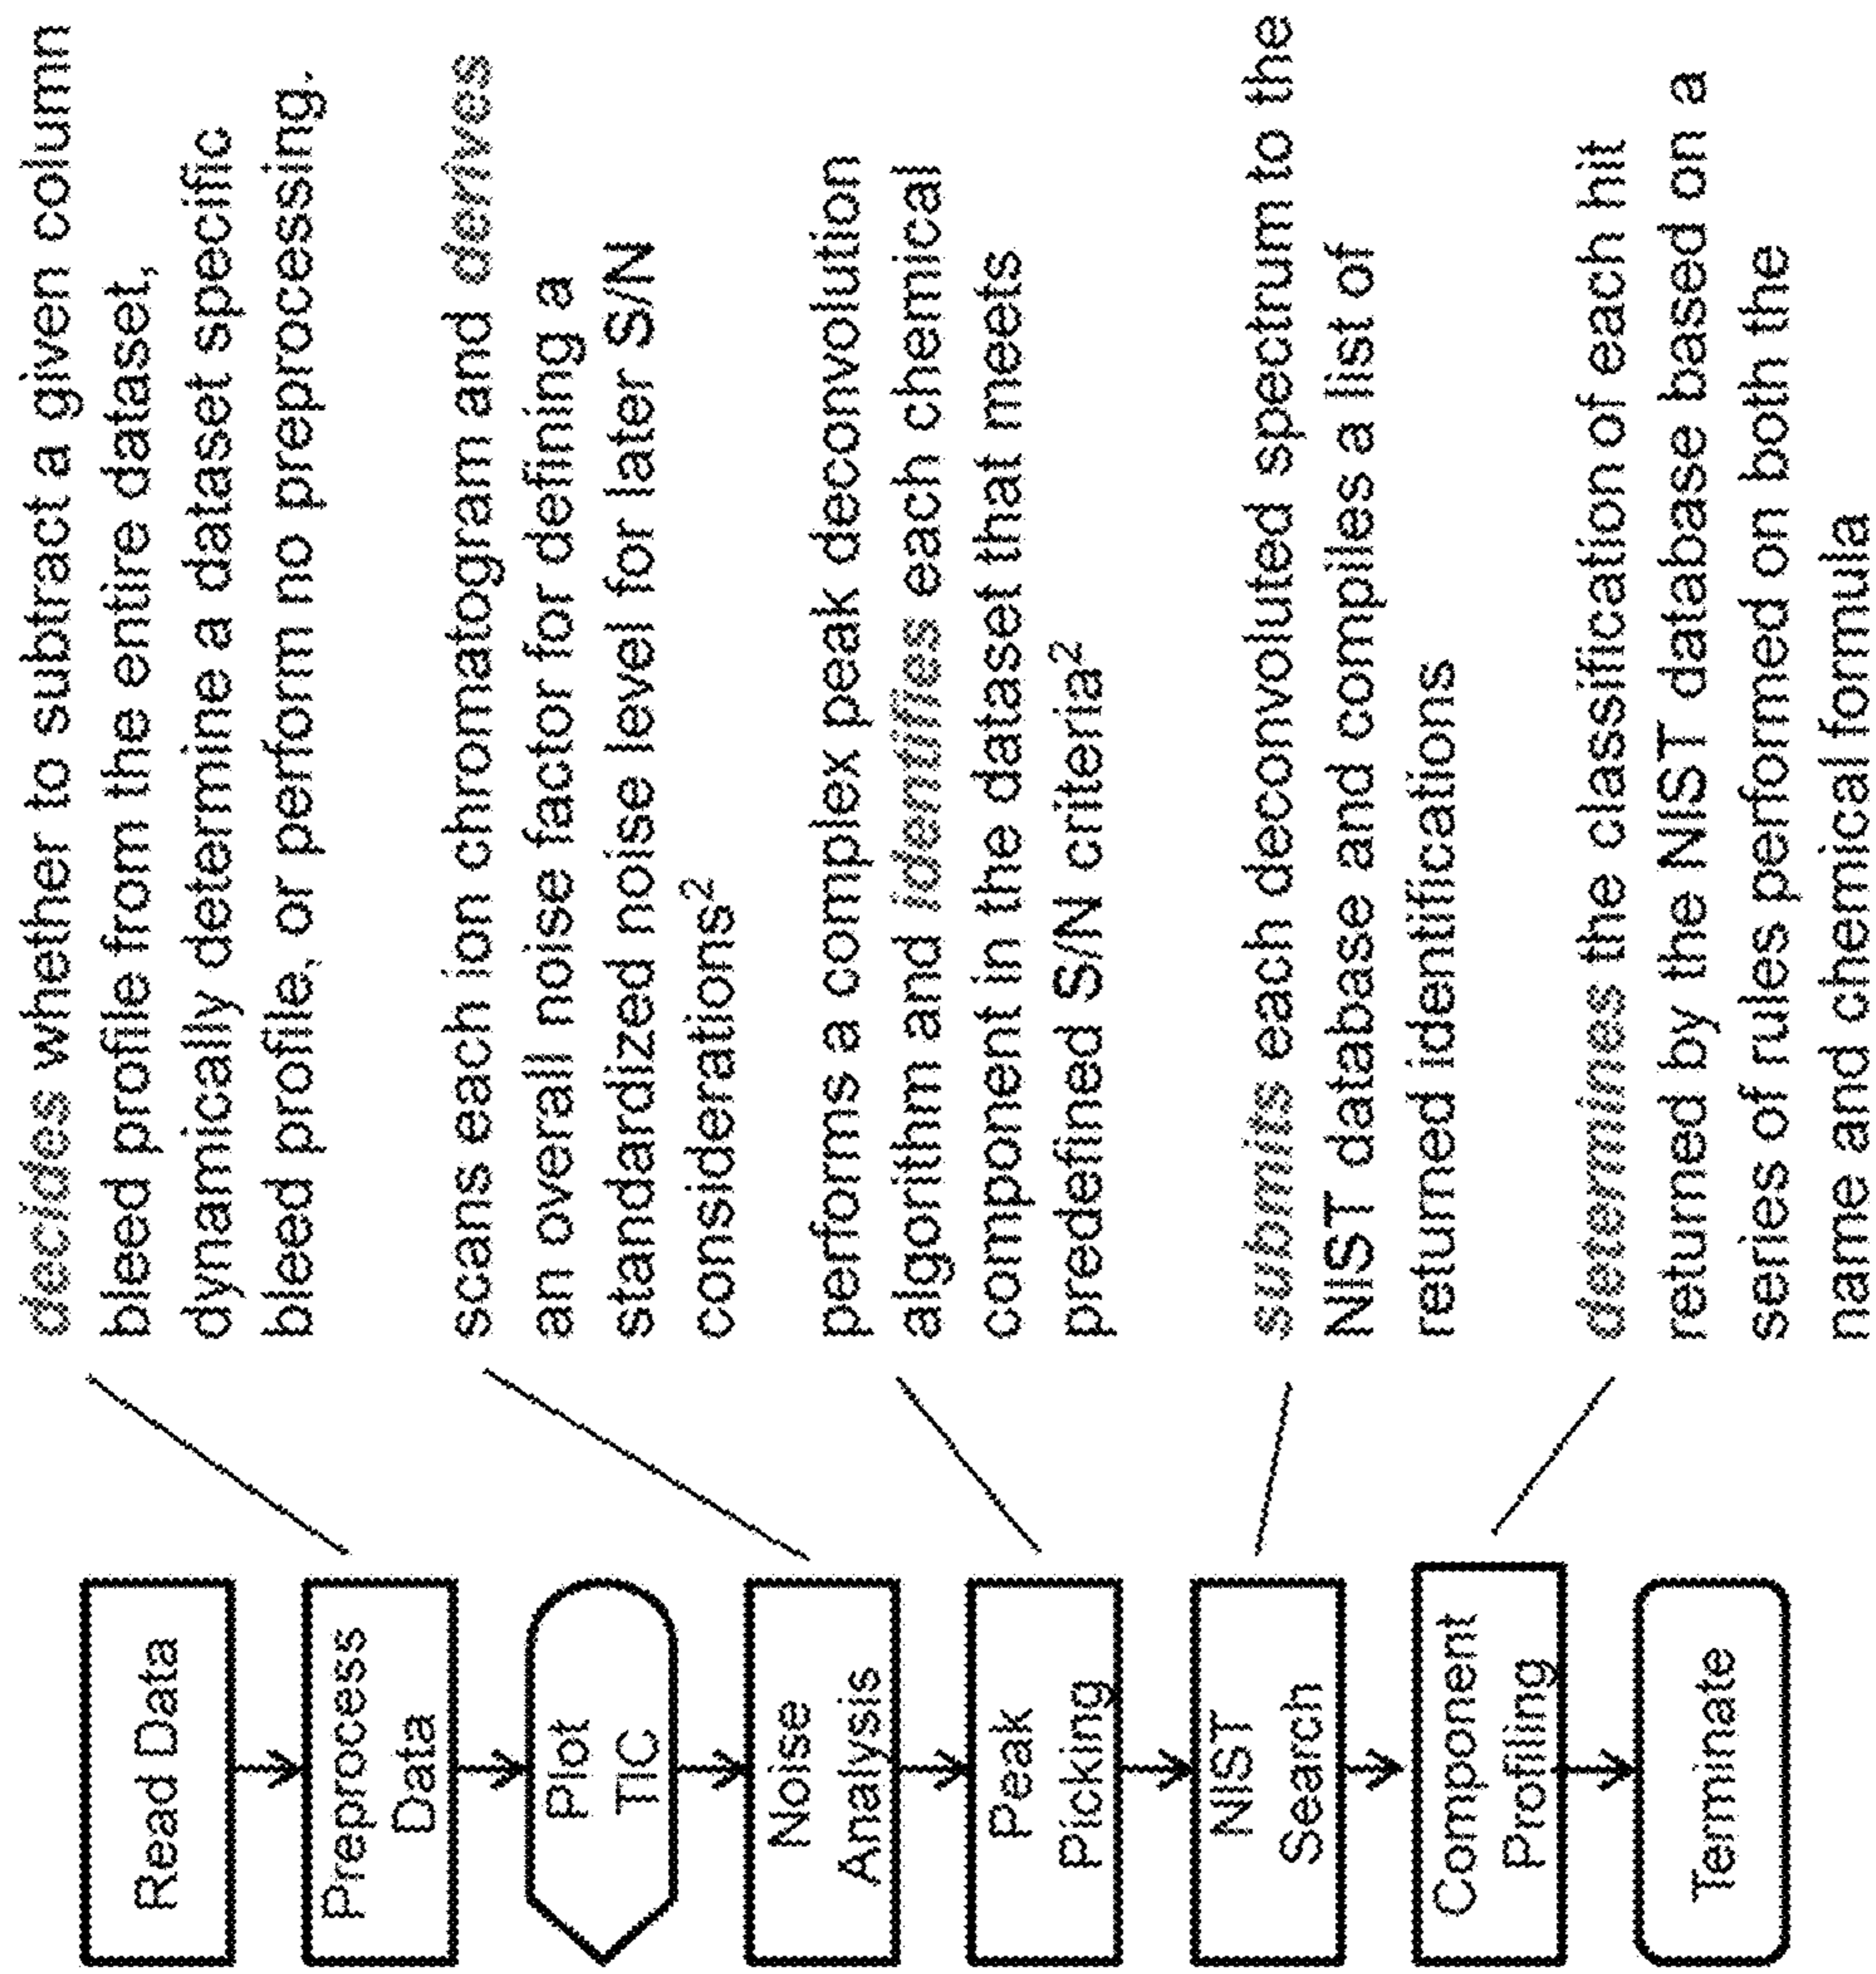 Read Data
Preprocess
Data
Plot
TIC
Noise
Analysis
Peak
Picking
NIST
Search
Component
Profiling
Terminate
decides whether to subtract a given column
bleed profile from the entire dataset,
dynamically determine a dataset specific
bleed profile, or perform no preprocessing.
scans each ion chromatogram and derives
an overall noise factor for defining a
standardized noise level for later S/N
considerations²
performs a complex peak deconvolution
algorithm and identifies each chemical
component in the dataset that meets
predefined S/N criteria²
submits each deconvoluted spectrum to the
NIST database and complies a list of
returned identifications
determines the classification of each hit
returned by the NIST database based on a
series of rules performed on both the
name and chemical formula